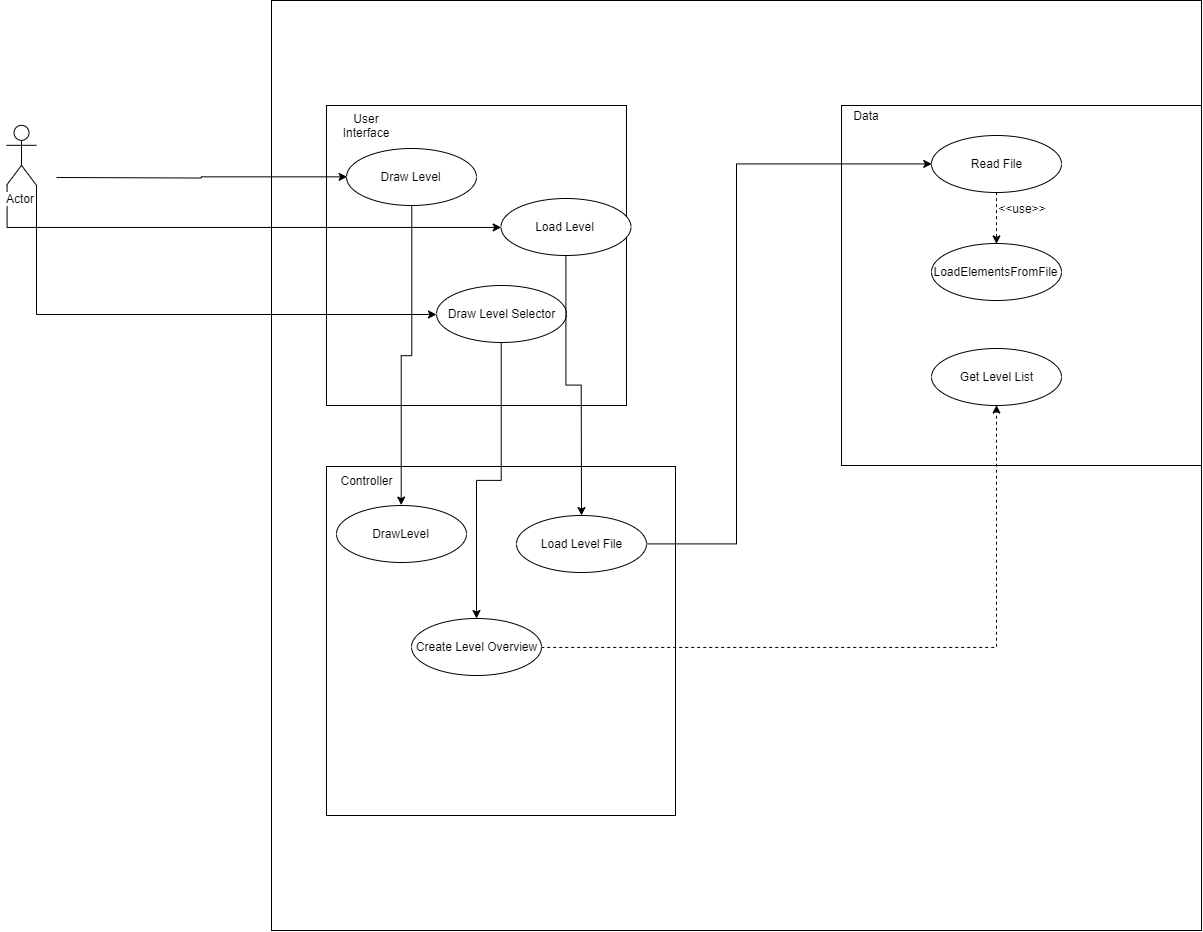 Actor
User
Interface
Draw Level
Load Level
Draw Level Selector
Data
Read File
<<use>>
LoadElementsFromFile
Get Level List
Controller
DrawLevel
Load Level File
Create Level Overview